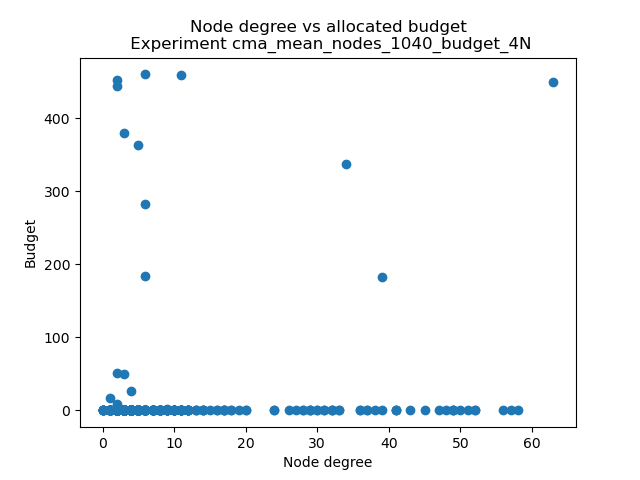 Node degree vs allocated budget
Experiment cma_mean_nodes_1040_budget_4N
400
300
200
100
0
Budget
0 10 20 30 40 50 60
Node degree